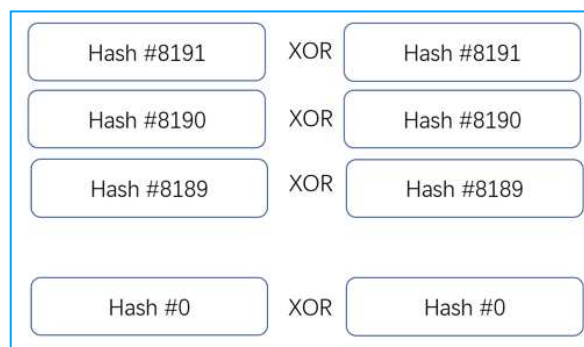 Hash #8191 XOR Hash #8191
Hash #8190 XOR Hash #8190
Hash #8189 XOR Hash #8189
Hash #0 XOR Hash #0